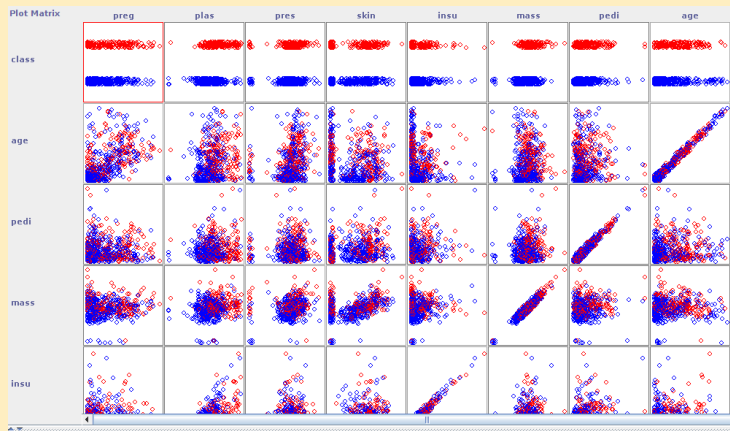 Plot Matrix preg plas pres skin insu mass pedi age
class
age
pedi
mass
insu